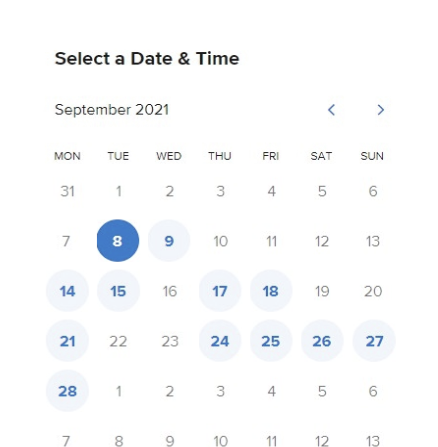 Select a Date & Time
September 2021
MON TUE WED THU FRI SAT SUN
31 1 2 3 4 5 6
7 8 9 10 11 12 13
14 15 16 17 18 19 20
21 22 23 24 25 26 27
28 1 2 3 4 5 6
7 8 9 10 11 12 13